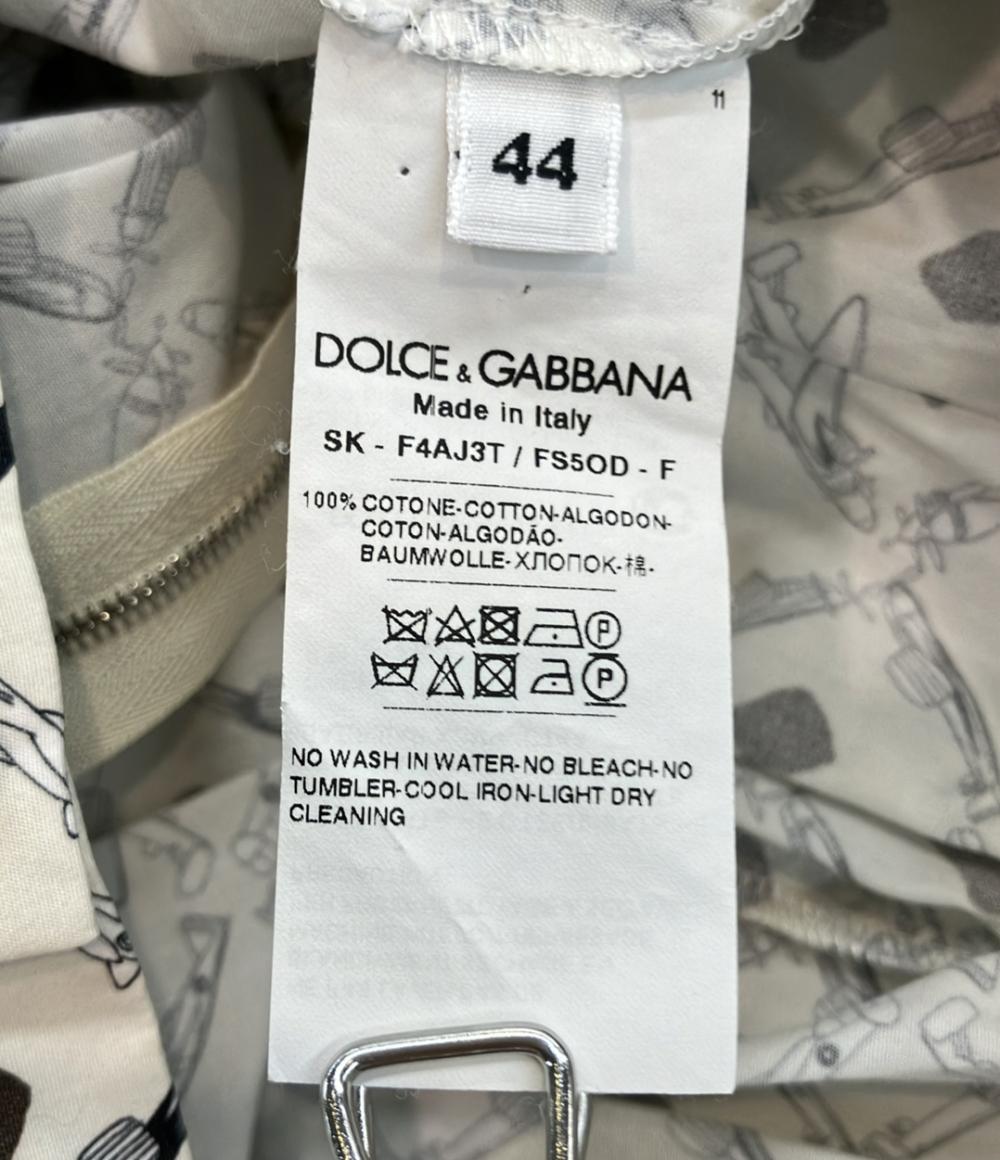 11
44
DOLCE & GABBANA
Made in Italy
SK - F4AJ3T / FS5OD - F
100% COTONE-COTTON-ALGODON-
COTON-ALGODÃO-
BAUMWOLLE-ХЛОПОК-棉-
P
P
NO WASH IN WATER-NO BLEACH-NO
TUMBLER-COOL IRON-LIGHT DRY
CLEANING